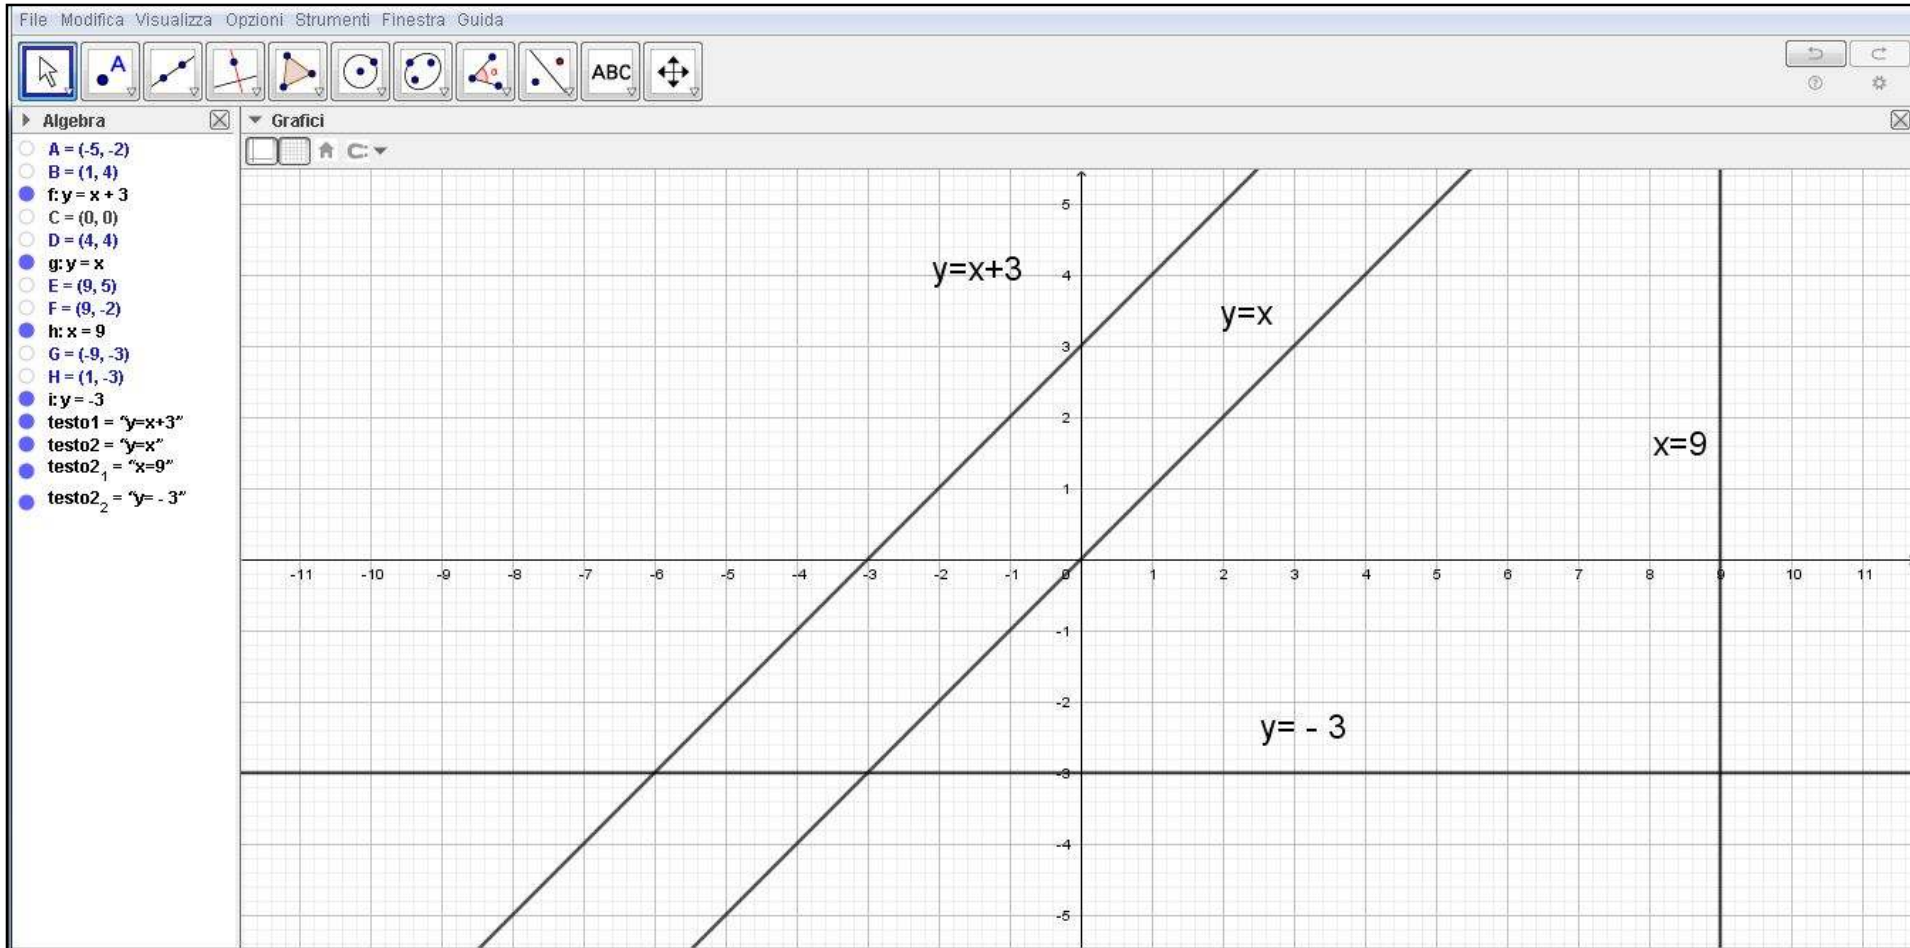 File Modifica Visualizza Opzioni Strumenti Finestra Guida
A
α
ABC
Algebra
Grafici
A = (-5, -2)
B = (1, 4)
f: y = x + 3
C = (0, 0)
D = (4, 4)
g: y = x
E = (9, 5)
F = (9, -2)
h: x = 9
G = (-9, -3)
H = (1, -3)
i: y = -3
testo1 = “y=x+3”
testo2 = “y=x”
testo2₁ = “x=9”
testo2₂ = “y= - 3”
5
y=x+3
4
y=x
3
2
x=9
1
-11 -10 -9 -8 -7 -6 -5 -4 -3 -2 -1 0 1 2 3 4 5 6 7 8 9 10 11
-1
-2
y= - 3
-3
-4
-5